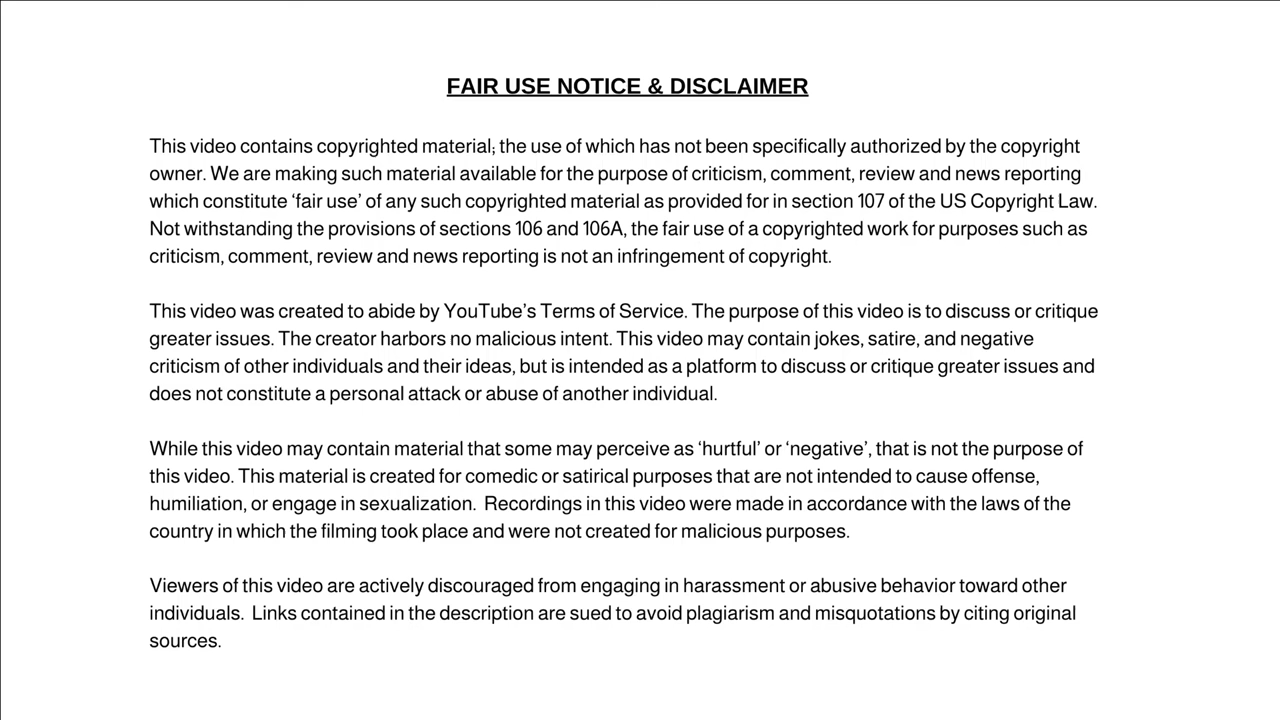 FAIR USE NOTICE & DISCLAIMER
This video contains copyrighted material; the use of which has not been specifically authorized by the copyright
owner. We are making such material available for the purpose of criticism, comment, review and news reporting
which constitute ‘fair use’ of any such copyrighted material as provided for in section 107 of the US Copyright Law.
Not withstanding the provisions of sections 106 and 106A, the fair use of a copyrighted work for purposes such as
criticism, comment, review and news reporting is not an infringement of copyright.
This video was created to abide by YouTube’s Terms of Service. The purpose of this video is to discuss or critique
greater issues. The creator harbors no malicious intent. This video may contain jokes, satire, and negative
criticism of other individuals and their ideas, but is intended as a platform to discuss or critique greater issues and
does not constitute a personal attack or abuse of another individual.
While this video may contain material that some may perceive as ‘hurtful’ or ‘negative’, that is not the purpose of
this video. This material is created for comedic or satirical purposes that are not intended to cause offense,
humiliation, or engage in sexualization.  Recordings in this video were made in accordance with the laws of the
country in which the filming took place and were not created for malicious purposes.
Viewers of this video are actively discouraged from engaging in harassment or abusive behavior toward other
individuals.  Links contained in the description are sued to avoid plagiarism and misquotations by citing original
sources.